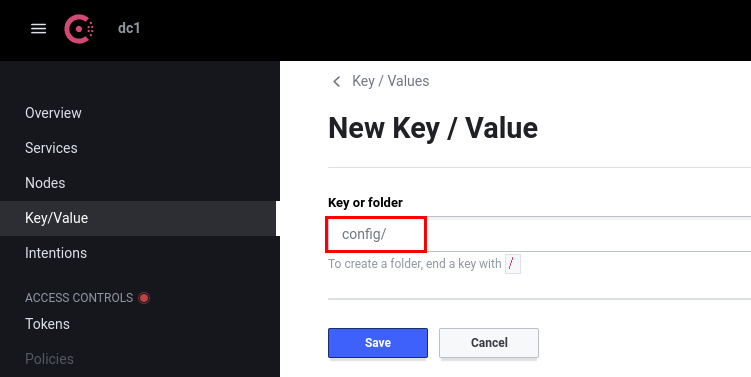 dc1
Overview
Services
Nodes
Key/Value
Intentions
ACCESS CONTROLS
Tokens
Policies
Key / Values
New Key / Value
Key or folder
config/
To create a folder, end a key with /
Save Cancel